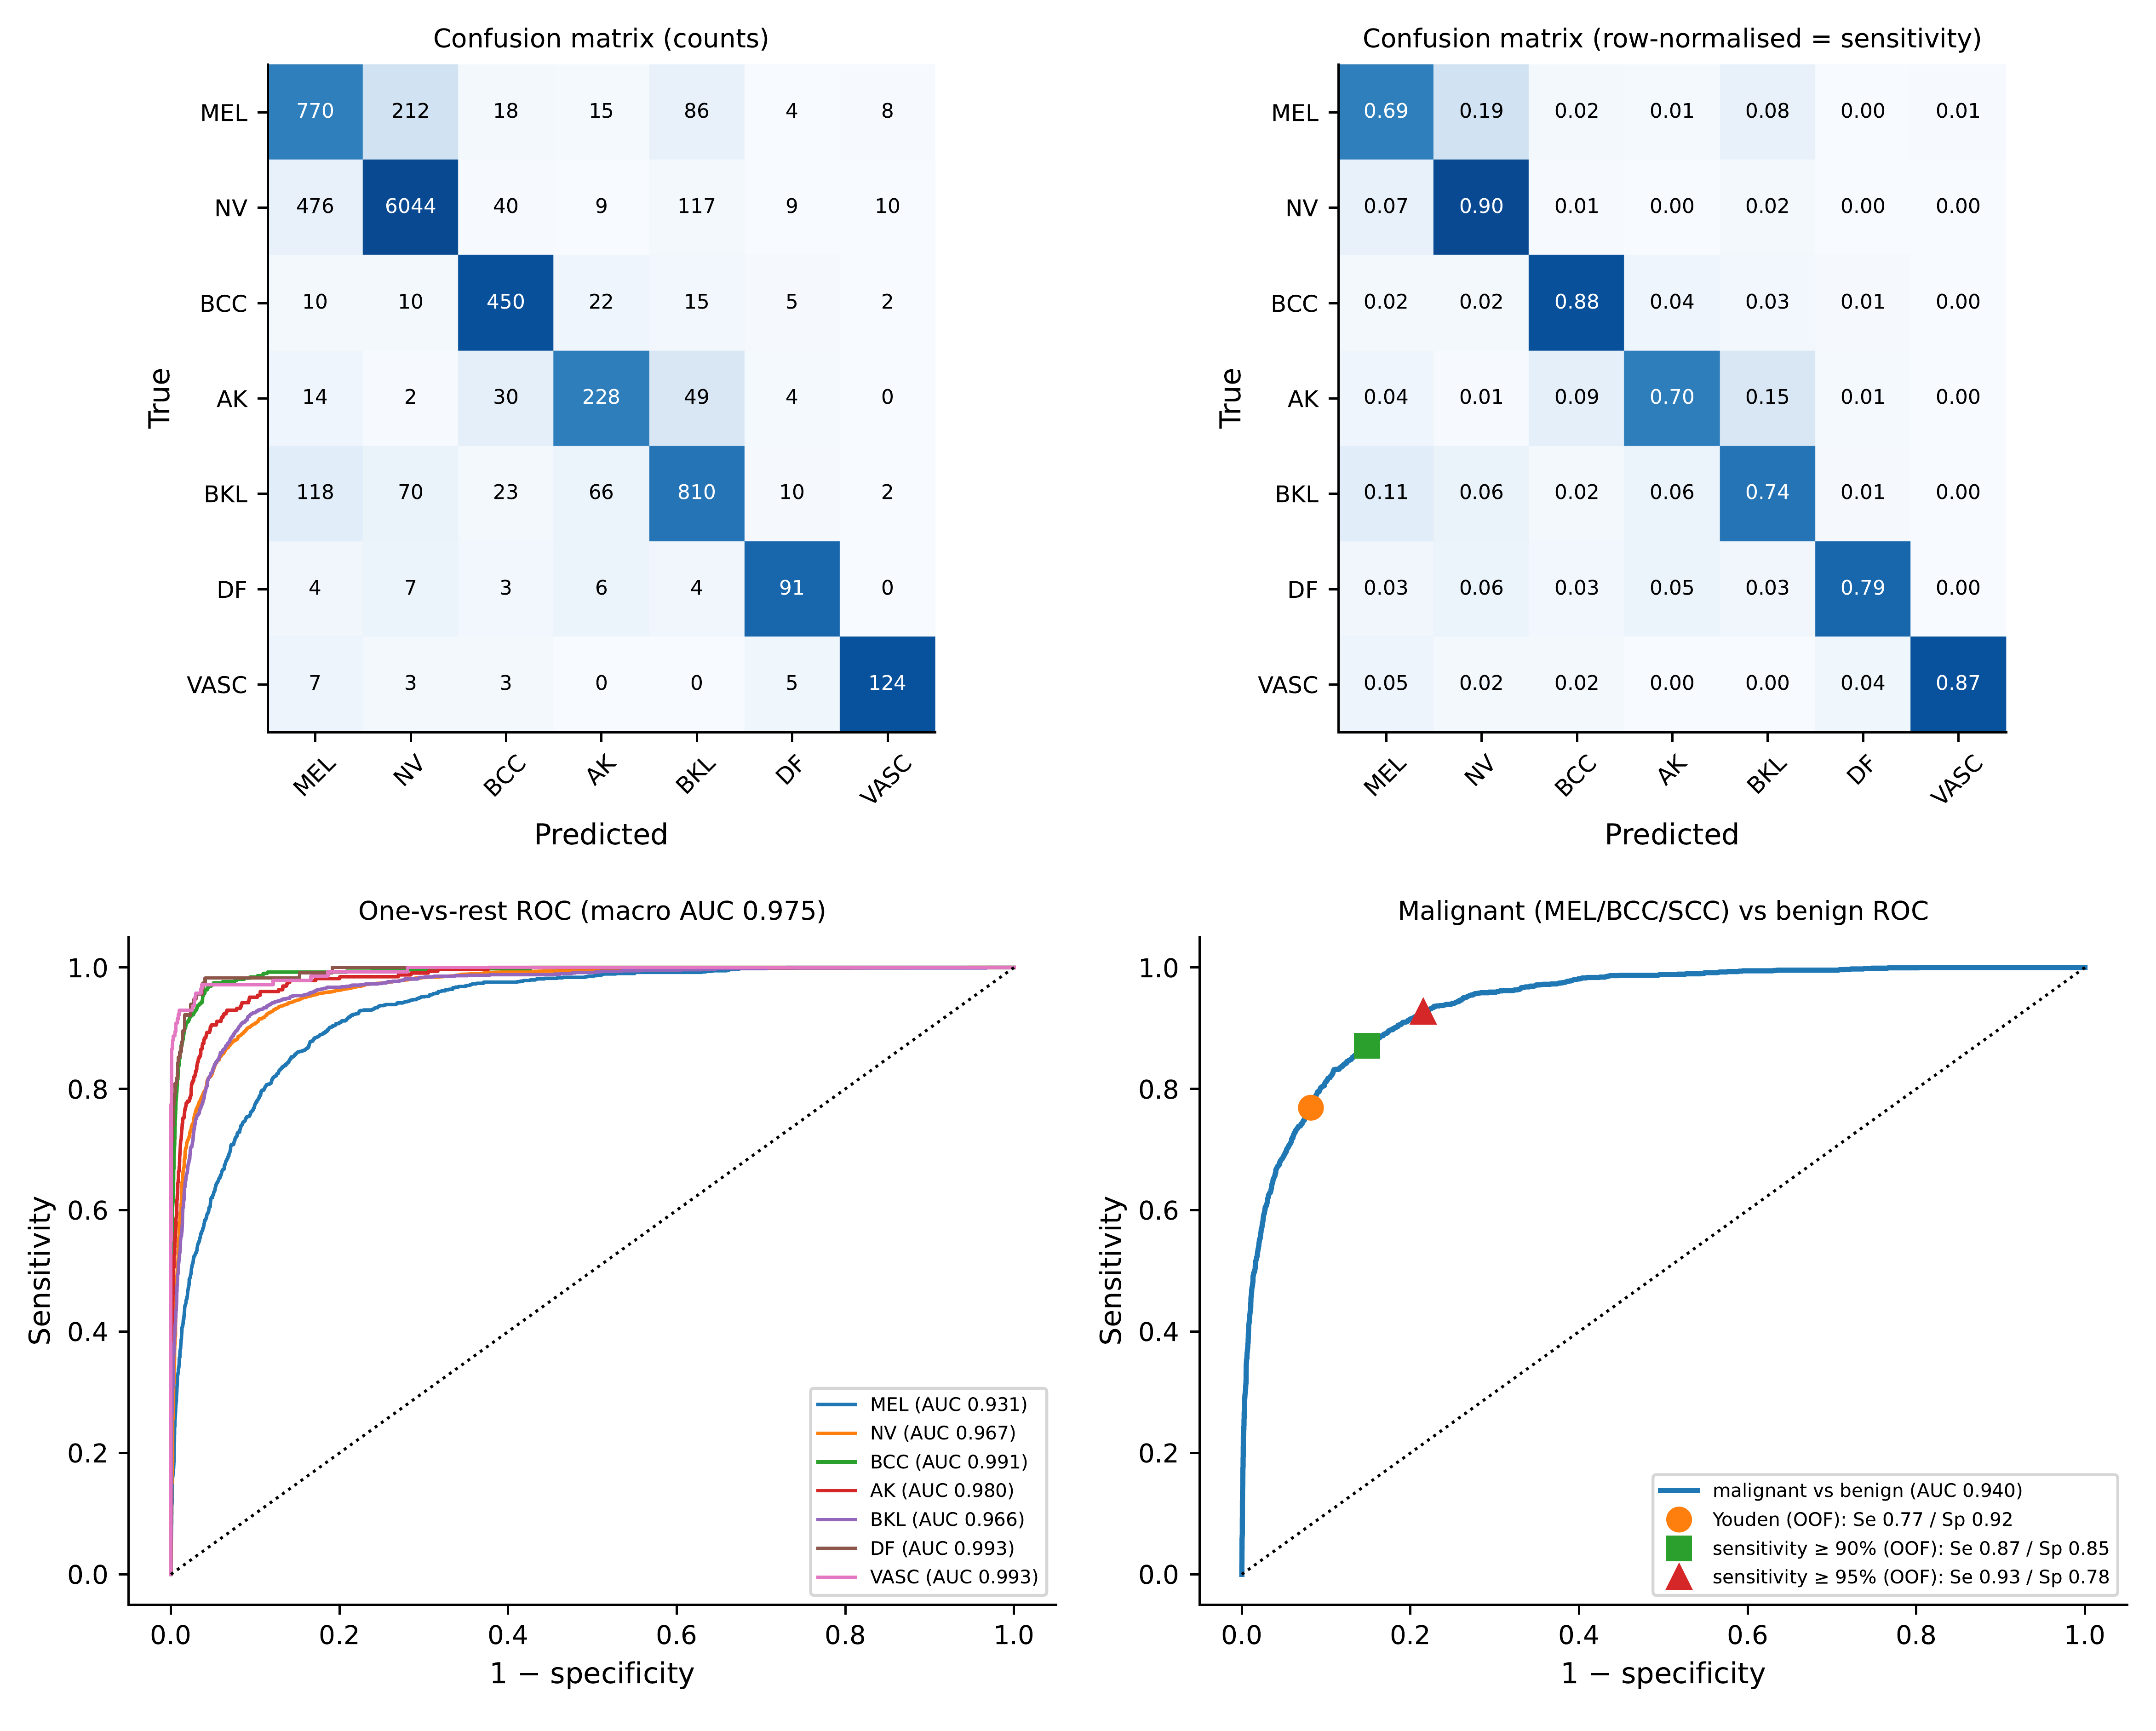 Confusion matrix (counts)
True
MEL 770 212 18 15 86 4 8
NV 476 6044 40 9 117 9 10
BCC 10 10 450 22 15 5 2
AK 14 2 30 228 49 4 0
BKL 118 70 23 66 810 10 2
DF 4 7 3 6 4 91 0
VASC 7 3 3 0 0 5 124
MEL NV BCC AK BKL DF VASC
Predicted
Confusion matrix (row-normalised = sensitivity)
True
MEL 0.69 0.19 0.02 0.01 0.08 0.00 0.01
NV 0.07 0.90 0.01 0.00 0.02 0.00 0.00
BCC 0.02 0.02 0.88 0.04 0.03 0.01 0.00
AK 0.04 0.01 0.09 0.70 0.15 0.01 0.00
BKL 0.11 0.06 0.02 0.06 0.74 0.01 0.00
DF 0.03 0.06 0.03 0.05 0.03 0.79 0.00
VASC 0.05 0.02 0.02 0.00 0.00 0.04 0.87
MEL NV BCC AK BKL DF VASC
Predicted
One-vs-rest ROC (macro AUC 0.975)
Sensitivity
1.0
0.8
0.6
0.4
0.2
0.0
MEL (AUC 0.931)
NV (AUC 0.967)
BCC (AUC 0.991)
AK (AUC 0.980)
BKL (AUC 0.966)
DF (AUC 0.993)
VASC (AUC 0.993)
0.0 0.2 0.4 0.6 0.8 1.0
1 − specificity
Malignant (MEL/BCC/SCC) vs benign ROC
Sensitivity
1.0
0.8
0.6
0.4
0.2
0.0
malignant vs benign (AUC 0.940)
Youden (OOF): Se 0.77 / Sp 0.92
sensitivity ≥ 90% (OOF): Se 0.87 / Sp 0.85
sensitivity ≥ 95% (OOF): Se 0.93 / Sp 0.78
0.0 0.2 0.4 0.6 0.8 1.0
1 − specificity